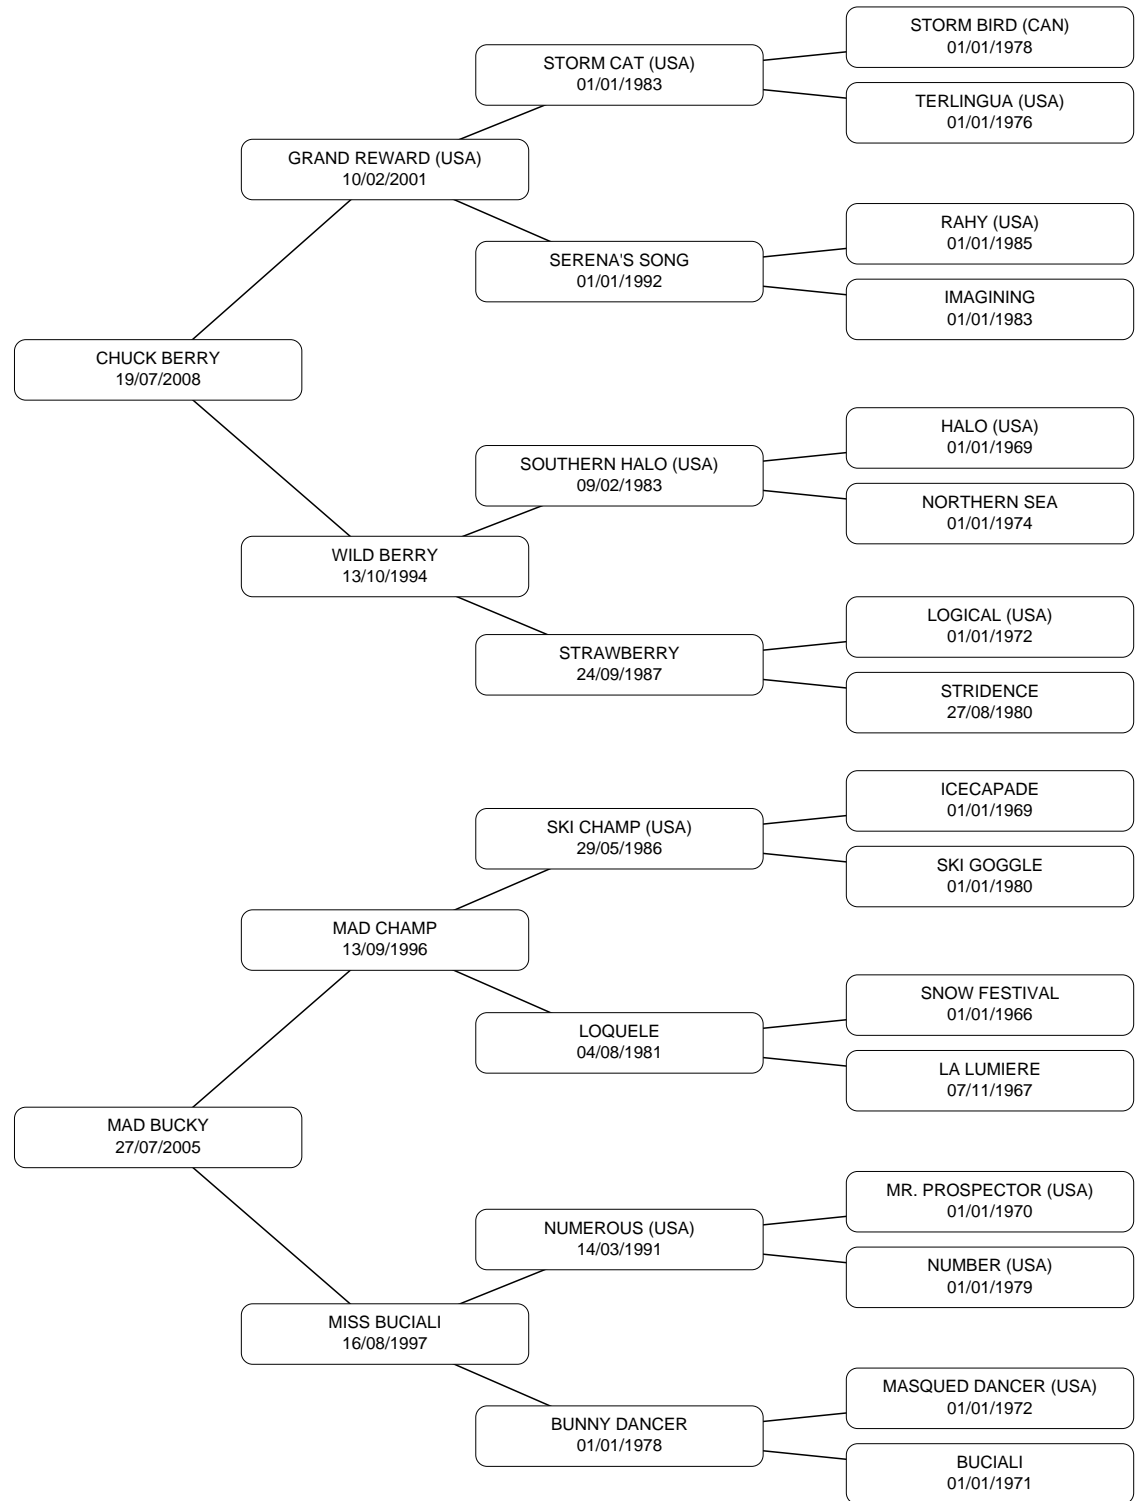 STORM BIRD (CAN)
01/01/1978
STORM CAT (USA)
01/01/1983
TERLINGUA (USA)
01/01/1976
GRAND REWARD (USA)
10/02/2001
RAHY (USA)
01/01/1985
SERENA'S SONG
01/01/1992
IMAGINING
01/01/1983
CHUCK BERRY
19/07/2008
HALO (USA)
01/01/1969
SOUTHERN HALO (USA)
09/02/1983
NORTHERN SEA
01/01/1974
WILD BERRY
13/10/1994
LOGICAL (USA)
01/01/1972
STRAWBERRY
24/09/1987
STRIDENCE
27/08/1980
ICECAPADE
01/01/1969
SKI CHAMP (USA)
29/05/1986
SKI GOGGLE
01/01/1980
MAD CHAMP
13/09/1996
SNOW FESTIVAL
01/01/1966
LOQUELE
04/08/1981
LA LUMIERE
07/11/1967
MAD BUCKY
27/07/2005
MR. PROSPECTOR (USA)
01/01/1970
NUMEROUS (USA)
14/03/1991
NUMBER (USA)
01/01/1979
MISS BUCIALI
16/08/1997
MASQUED DANCER (USA)
01/01/1972
BUNNY DANCER
01/01/1978
BUCIALI
01/01/1971